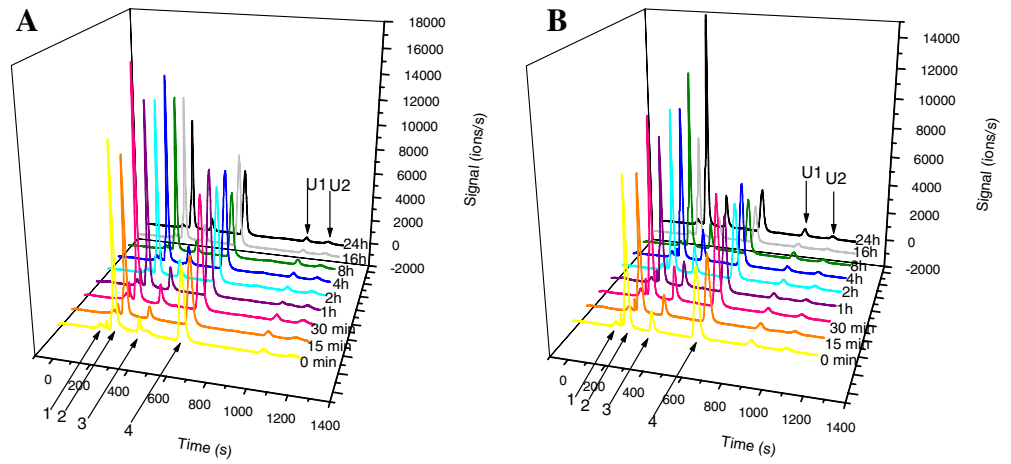 A
18000
16000
14000
12000
10000
8000
6000
4000
2000
0
-2000
Signal (ions/s)
U1 U2
24h
16h
8h
4h
2h
1h
30 min
15 min
0 min
0
200
400
600
800
1000
1200
1400
Time (s)
1
2
3
4
B
14000
12000
10000
8000
6000
4000
2000
0
-2000
Signal (ions/s)
U1
U2
24h
16h
8h
4h
2h
1h
30 min
15 min
0 min
0
200
400
600
800
1000
1200
1400
Time (s)
1
2
3
4